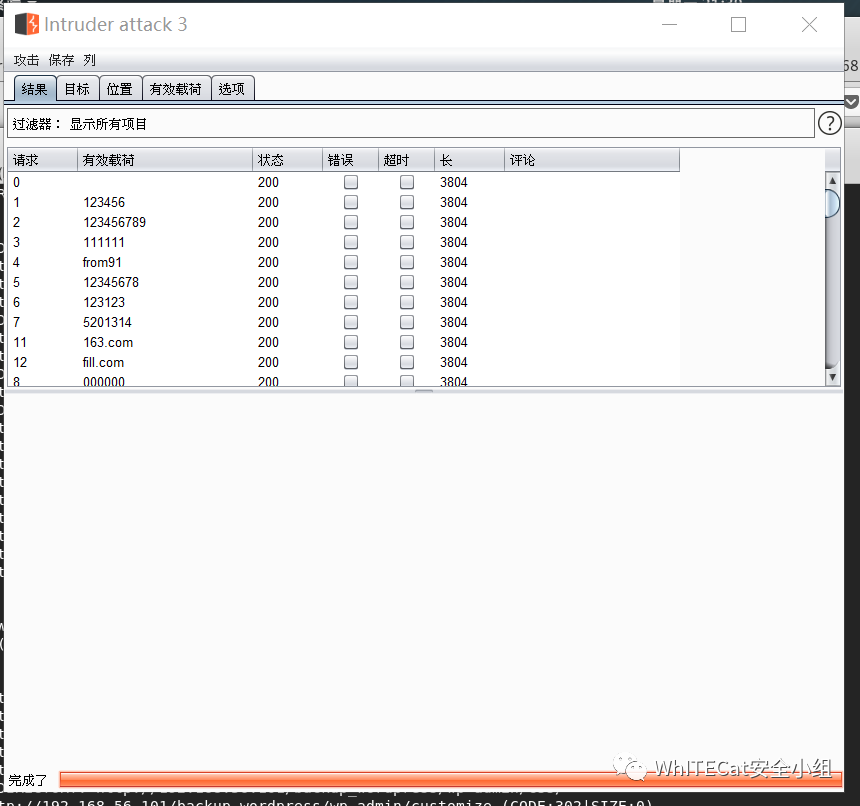 Intruder attack 3
攻击 保存 列
结果 目标 位置 有效载荷 选项
过滤器： 显示所有项目
?
请求 有效载荷 状态 错误 超时 长 评论
0 200 3804
1 123456 200 3804
2 123456789 200 3804
3 111111 200 3804
4 from91 200 3804
5 12345678 200 3804
6 123123 200 3804
7 5201314 200 3804
11 163.com 200 3804
12 fill.com 200 3804
8 000000 200 3804
WhITECat安全小组
完成了
tp://192.168.56.101/backup_wordpress/wp-admin/customize (CODE:302|SIZE:0)